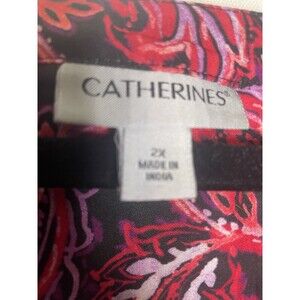 CATHERINES®
2X
MADE IN
INDIA